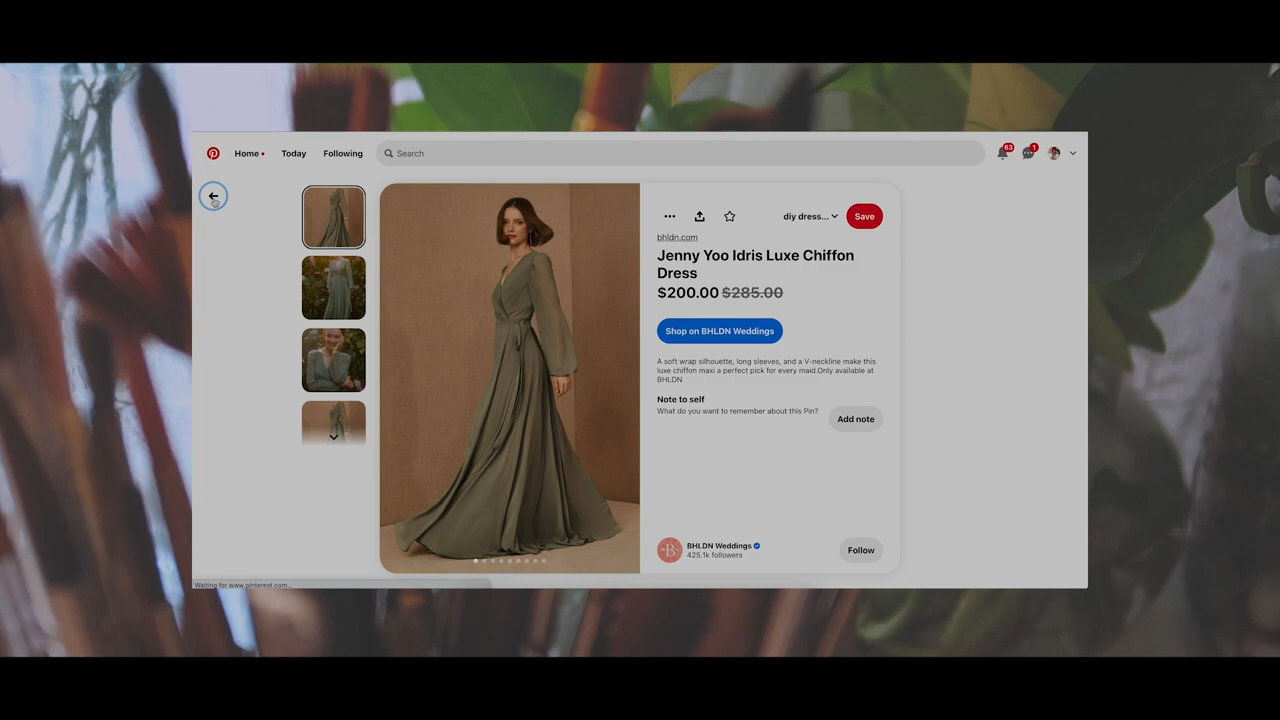 Home
Today
Following
Search
63
1
diy dress...
Save
bhldn.com
Jenny Yoo Idris Luxe Chiffon
Dress
$200.00 $285.00
Shop on BHLDN Weddings
A soft wrap silhouette, long sleeves, and a V-neckline make this
luxe chiffon maxi a perfect pick for every maid.Only available at
BHLDN
Note to self
What do you want to remember about this Pin?
Add note
B
BHLDN Weddings
425.1k followers
Follow
Waiting for www.pinterest.com...